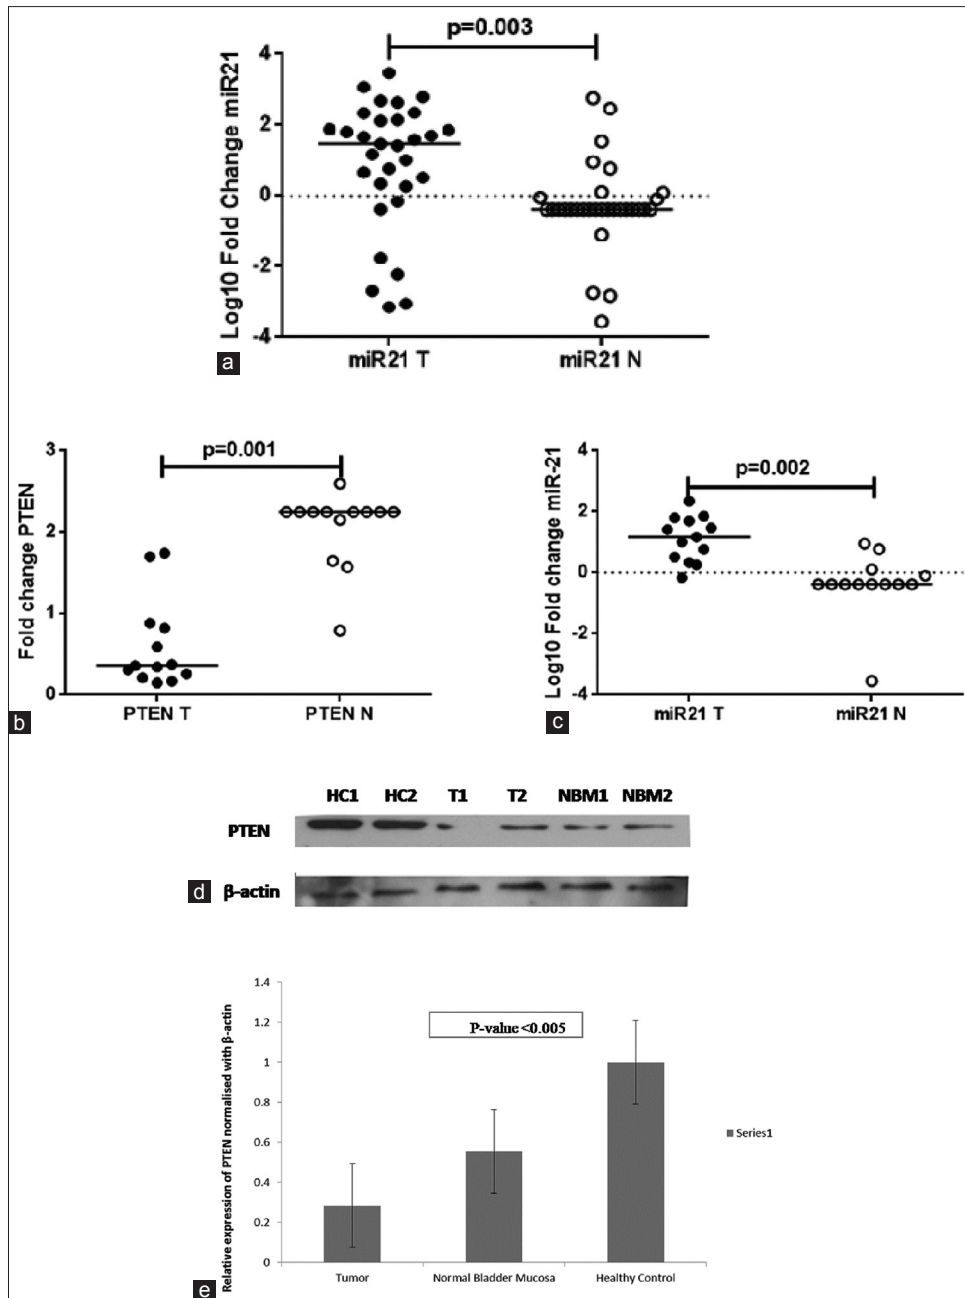 p=0.003
Log10 Fold Change miR21
4
2
0
-2
-4
miR21 T
miR21 N
a
p=0.001
Fold change PTEN
3
2
1
0
PTEN T
PTEN N
b
p=0.002
Log10 Fold change miR-21
4
2
0
-2
-4
miR21 T
miR21 N
c
HC1 HC2 T1 T2 NBM1 NBM2
PTEN
β-actin
d
Relative expression of PTEN normalised with β-actin
1.4
1.2
1
0.8
0.6
0.4
0.2
0
P-value <0.005
Series1
Tumor
Normal Bladder Mucosa
Healthy Control
e